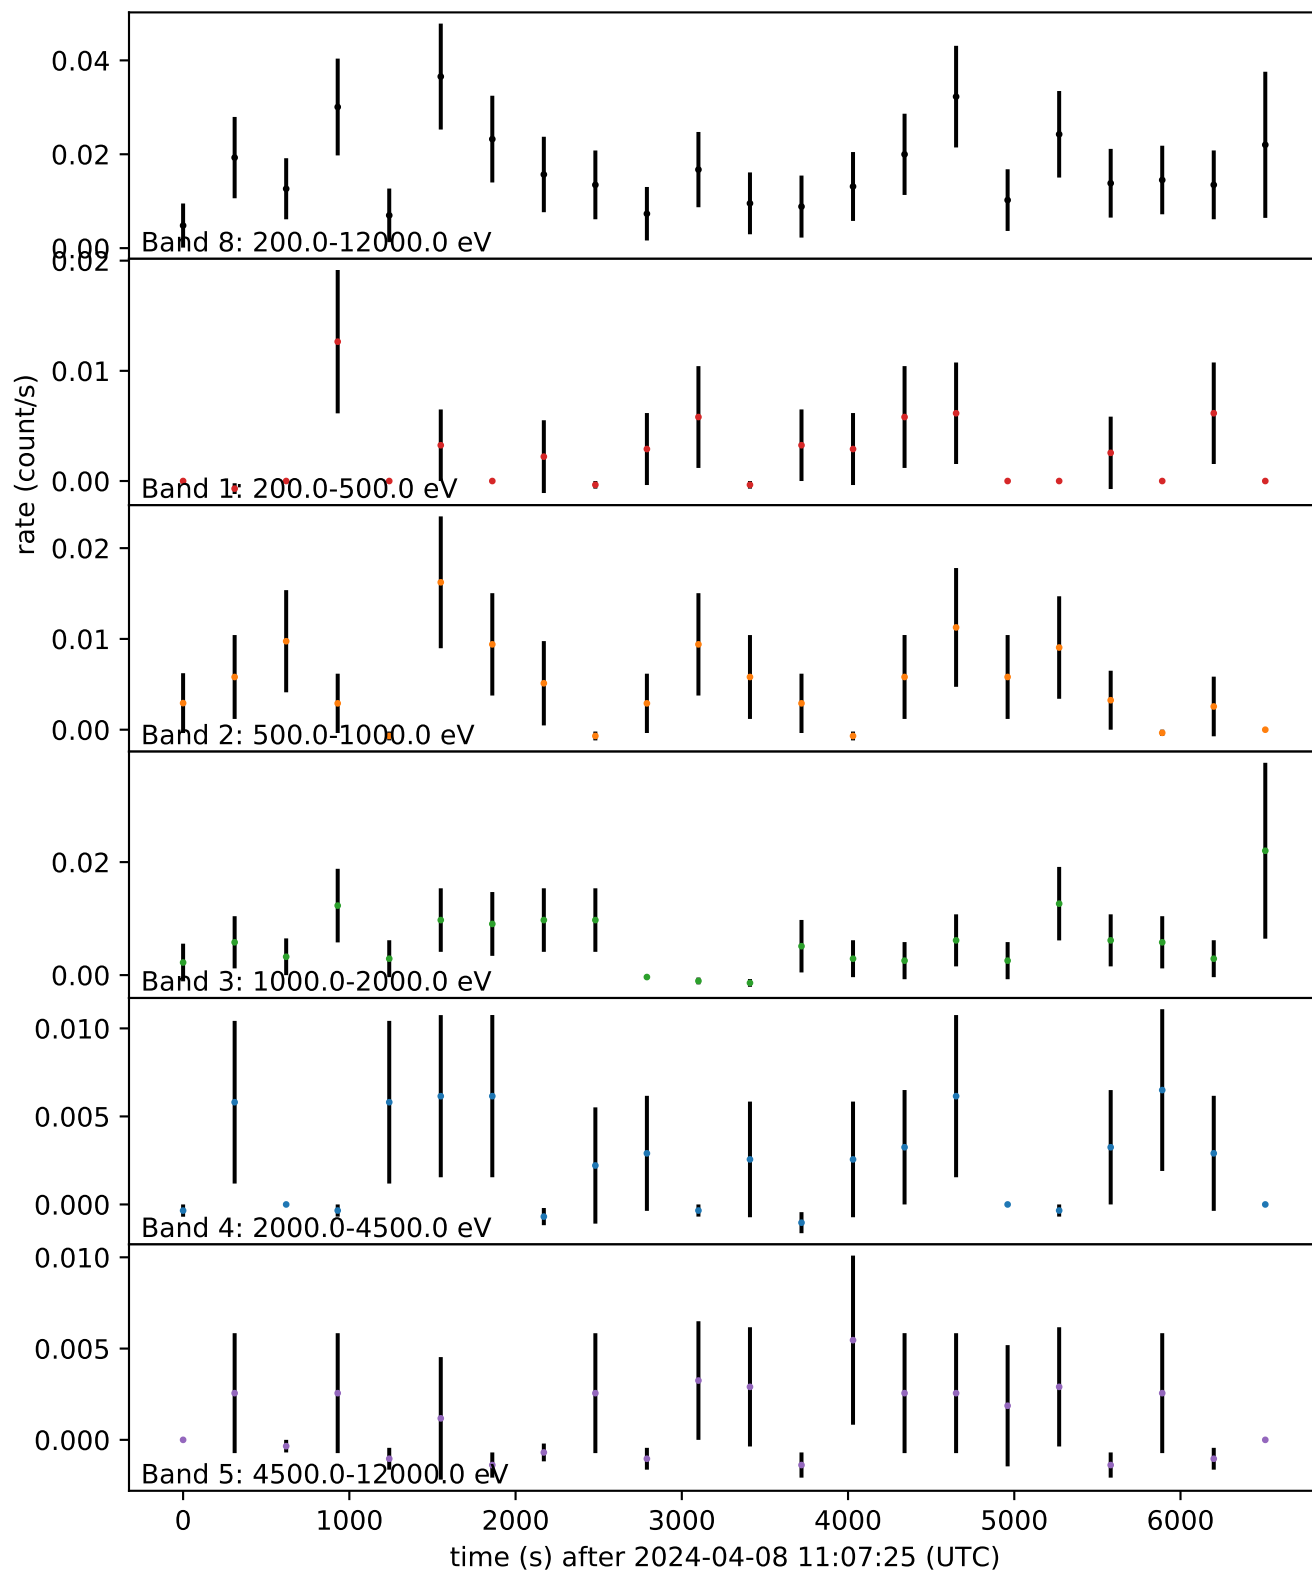 0.04
0.02
0.00
Band 8: 200.0-12000.0 eV
0.02
0.01
0.00
Band 1: 200.0-500.0 eV
rate (count/s)
0.02
0.01
0.00
Band 2: 500.0-1000.0 eV
0.02
0.00
Band 3: 1000.0-2000.0 eV
0.010
0.005
0.000
Band 4: 2000.0-4500.0 eV
0.010
0.005
0.000
Band 5: 4500.0-12000.0 eV
0 1000 2000 3000 4000 5000 6000
time (s) after 2024-04-08 11:07:25 (UTC)